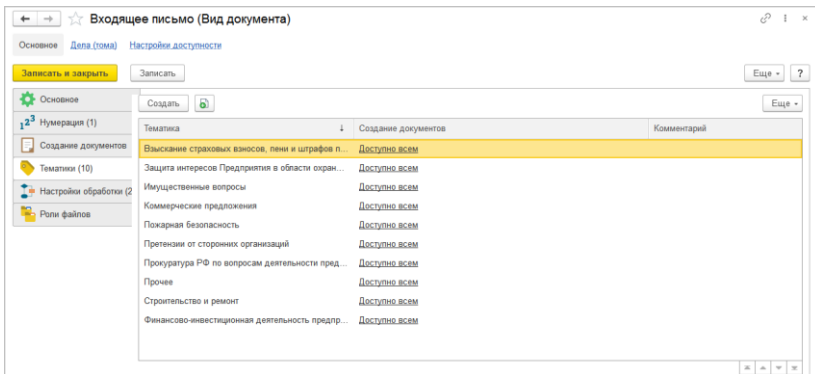 Входящее письмо (Вид документа)
Основное Дела (тома) Настройки доступности
Записать и закрыть Записать Еще ?
Основное
Нумерация (1)
Создание документов
Тематики (10)
Настройки обработки (2
Роли файлов
Создать Еще
Тематика Создание документов Комментарий
Взыскание страховых взносов, пени и штрафов п... Доступно всем
Защита интересов Предприятия в области охран... Доступно всем
Имущественные вопросы Доступно всем
Коммерческие предложения Доступно всем
Пожарная безопасность Доступно всем
Претензии от сторонних организаций Доступно всем
Прокуратура РФ по вопросам деятельности пред... Доступно всем
Прочее Доступно всем
Строительство и ремонт Доступно всем
Финансово-инвестиционная деятельность предпр... Доступно всем